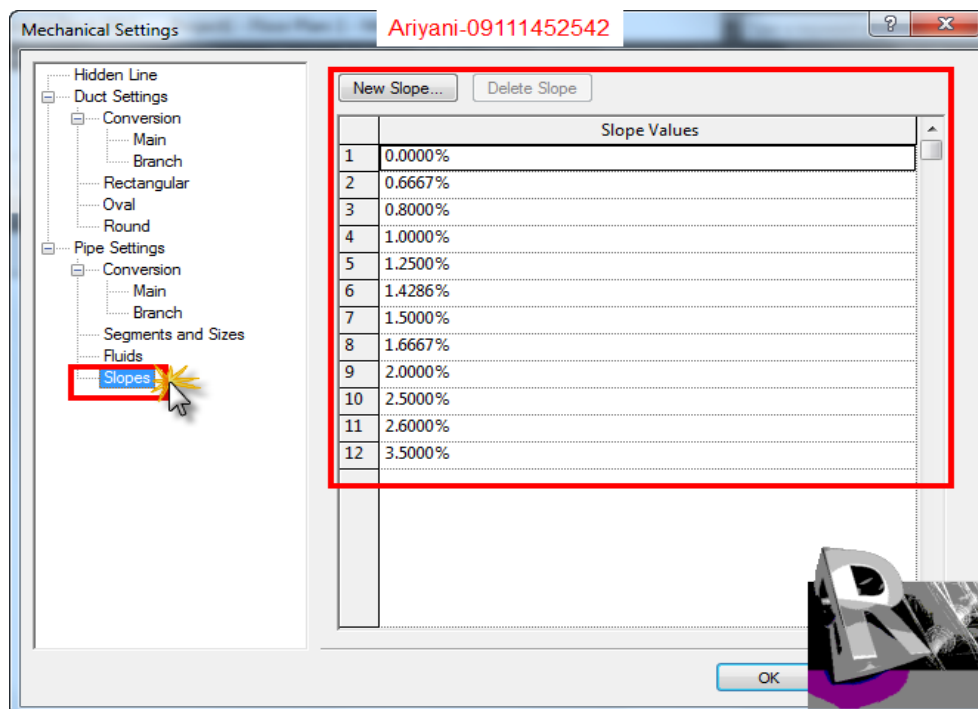 Mechanical Settings
Ariyani-09111452542
Hidden Line
Duct Settings
Conversion
Main
Branch
Rectangular
Oval
Round
Pipe Settings
Conversion
Main
Branch
Segments and Sizes
Fluids
Slopes
New Slope... Delete Slope
Slope Values
1 0.0000%
2 0.6667%
3 0.8000%
4 1.0000%
5 1.2500%
6 1.4286%
7 1.5000%
8 1.6667%
9 2.0000%
10 2.5000%
11 2.6000%
12 3.5000%
OK
R